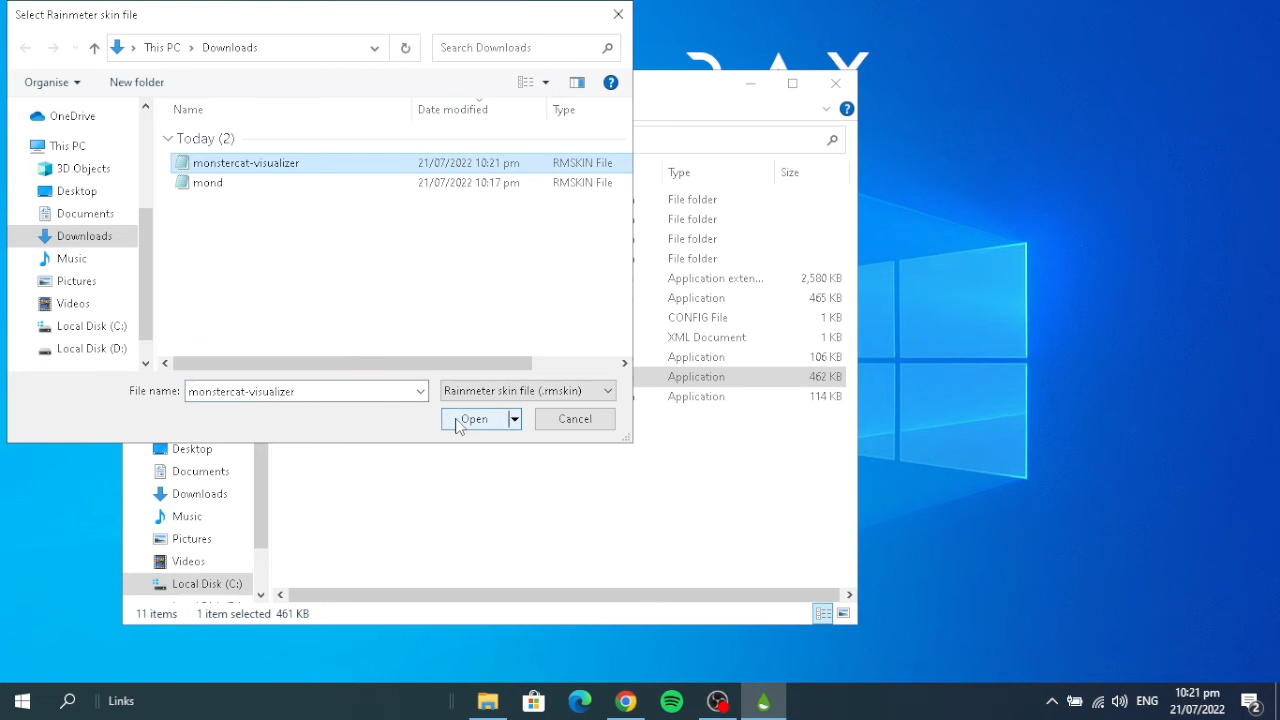 Select Rainmeter skin file
This PC
Downloads
Search Downloads
Organise
New folder
OneDrive
This PC
3D Objects
Desktop
Documents
Downloads
Music
Pictures
Videos
Local Disk (C:)
Local Disk (D:)
Name
Date modified
Type
Today (2)
monstercat-visualizer 21/07/2022 10:21 pm RMSKIN File
mond 21/07/2022 10:17 pm RMSKIN File
File name: monstercat-visualizer
Rainmeter skin file (.rmskin)
Open
Cancel
Type Size
File folder
File folder
File folder
File folder
Application exten... 2,580 KB
Application 465 KB
CONFIG File 1 KB
XML Document 1 KB
Application 106 KB
Application 462 KB
Application 114 KB
Desktop
Documents
Downloads
Music
Pictures
Videos
Local Disk (C:)
11 items 1 item selected 461 KB
Links
ENG
10:21 pm
21/07/2022
2